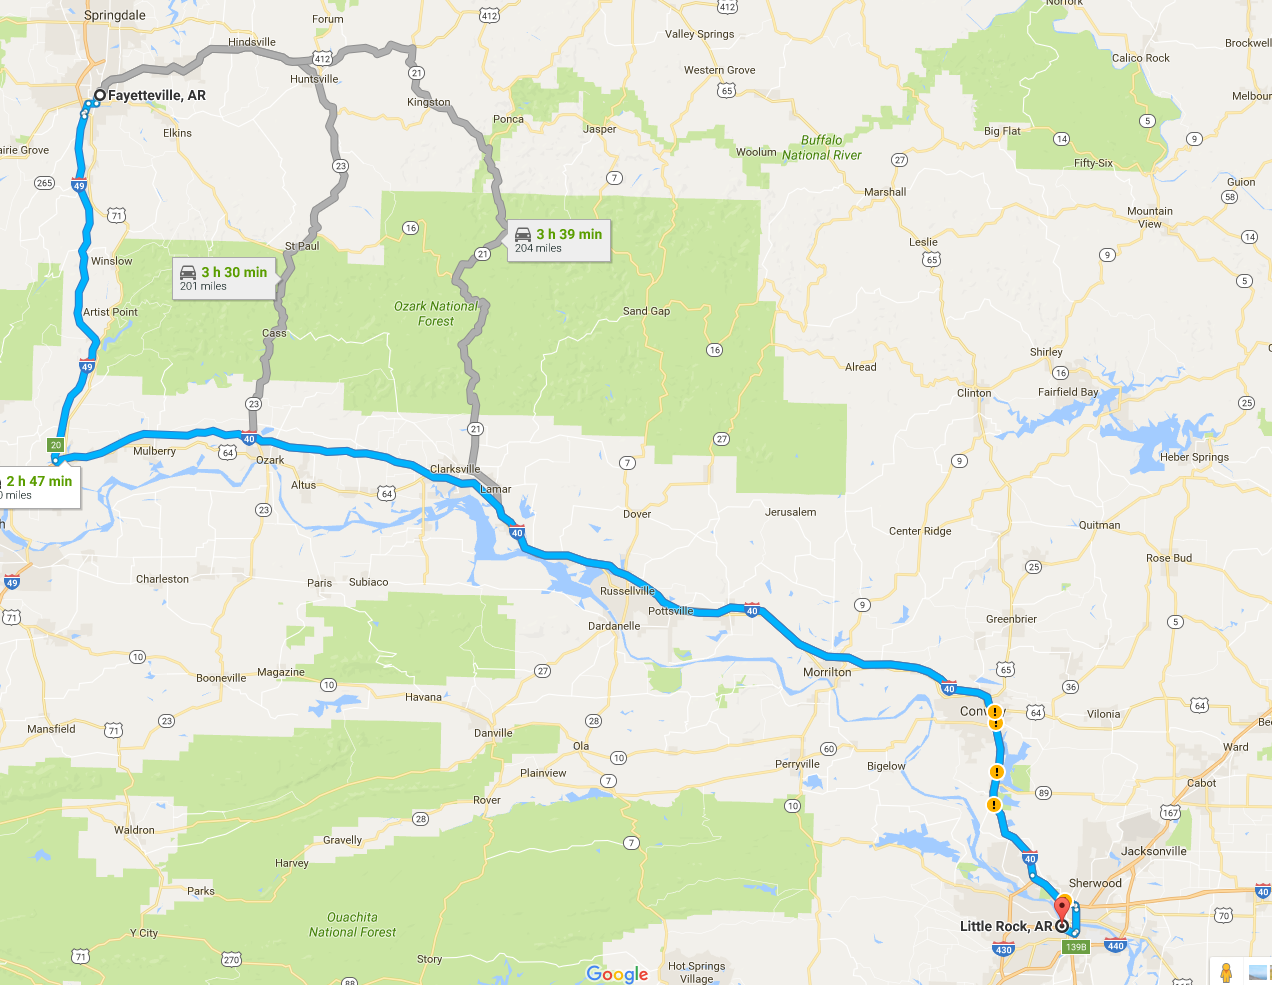 Springdale
Forum
412
412
Norfork
Valley Springs
Hindsville
412
Brockwell
Calico Rock
Huntsville
21
Western Grove
65
Fayetteville, AR
Kingston
Melbour
Ponca
Jasper
5
Elkins
Big Flat
14
9
Buffalo
National River
airie Grove
Woolum
27
Fifty-Six
23
7
265
49
Guion
Marshall
58
71
Mountain
View
16
3 h 39 min
204 miles
14
St Paul
Leslie
65
9
21
Winslow
3 h 30 min
201 miles
5
Artist Point
Ozark National
Forest
Sand Gap
Cass
16
Shirley
49
Alread
16
Clinton
Fairfield Bay
23
25
20
40
21
27
Mulberry
64
Ozark
7
9
Heber Springs
Clarksville
2 h 47 min
0 miles
Altus
64
Lamar
23
Dover
Jerusalem
h
40
Center Ridge
Quitman
Rose Bud
25
49
Charleston
Paris
Subiaco
Russellville
71
Pottsville
40
9
Greenbrier
5
Dardanelle
10
Morrilton
65
Booneville
Magazine
27
10
40
36
Havana
Conway
64
Vilonia
64
23
28
Mansfield
71
Danville
Bee
Ola
60
Ward
10
Perryville
Bigelow
Plainview
7
Cabot
89
Rover
10
28
167
Waldron
Gravelly
7
Jacksonville
Harvey
40
Sherwood
Parks
40
Ouachita
National Forest
70
Little Rock, AR
Y City
139B
430
440
71
270
Story
Google
Hot Springs
Village
88
165